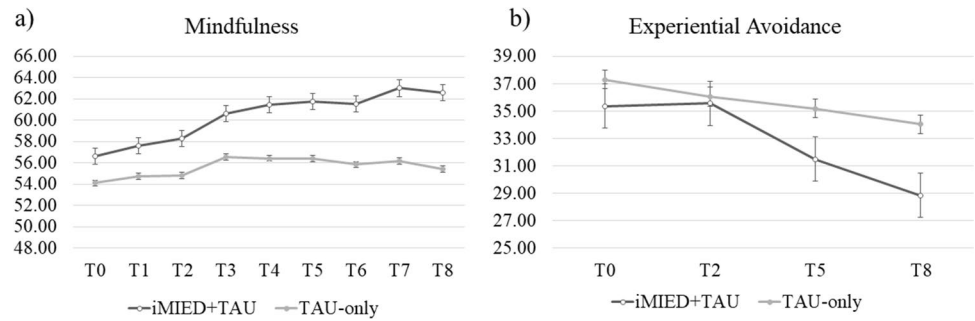 a)
Mindfulness
66.00
64.00
62.00
60.00
58.00
56.00
54.00
52.00
50.00
48.00
T0 T1 T2 T3 T4 T5 T6 T7 T8
iMIED+TAU TAU-only
b)
Experiential Avoidance
39.00
37.00
35.00
33.00
31.00
29.00
27.00
25.00
T0 T2 T5 T8
iMIED+TAU TAU-only